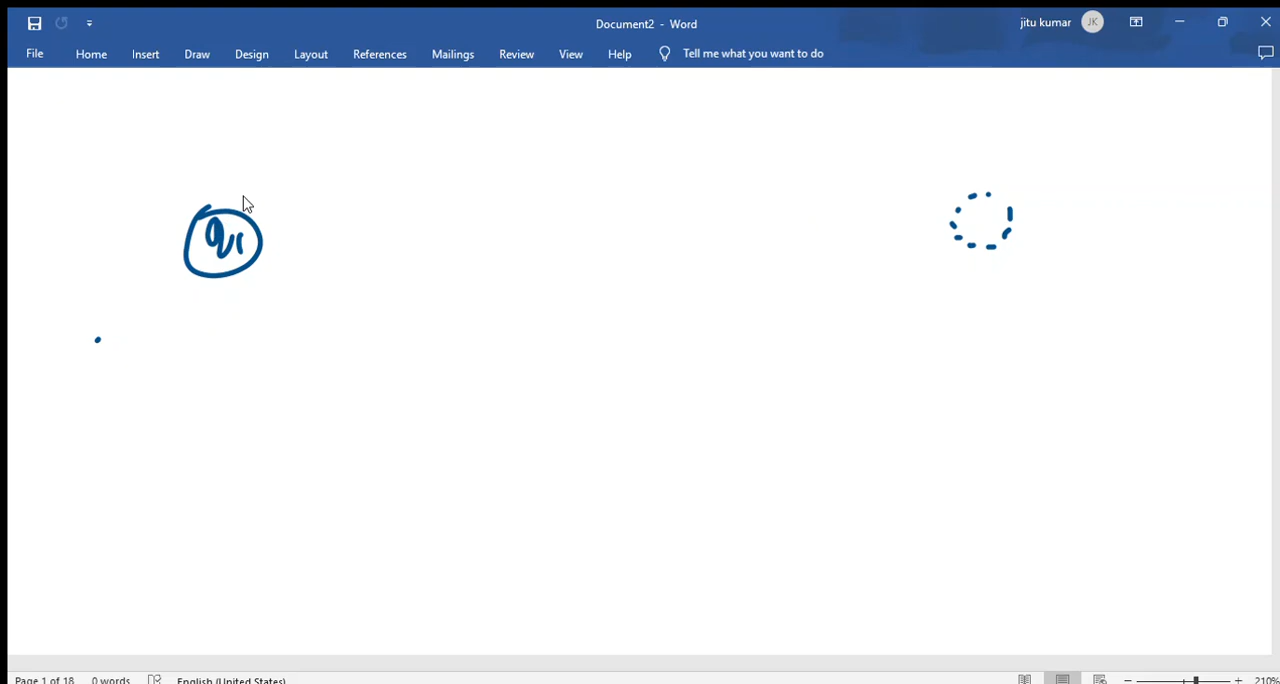 Document2 - Word
jitu kumar
JK
File Home Insert Draw Design Layout References Mailings Review View Help Tell me what you want to do
Page 1 of 18 0 words English (United States) 210%